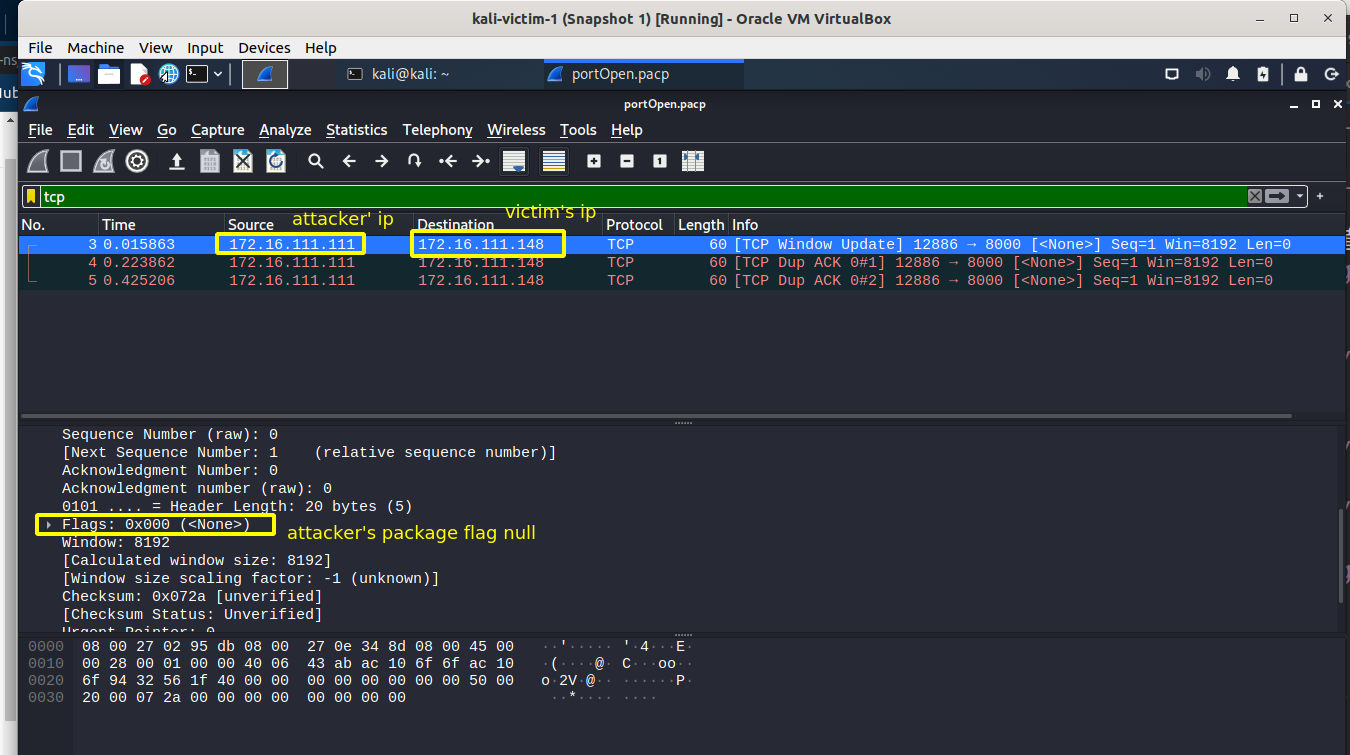 kali-victim-1 (Snapshot 1) [Running] - Oracle VM VirtualBox
File Machine View Input Devices Help
kali@kali: ~ portOpen.pacp
portOpen.pacp
File Edit View Go Capture Analyze Statistics Telephony Wireless Tools Help
tcp
attacker' ip victim's ip
No. Time Source Destination Protocol Length Info
3 0.015863 172.16.111.111 172.16.111.148 TCP 60 [TCP Window Update] 12886 → 8000 [<None>] Seq=1 Win=8192 Len=0
4 0.223862 172.16.111.111 172.16.111.148 TCP 60 [TCP Dup ACK 0#1] 12886 → 8000 [<None>] Seq=1 Win=8192 Len=0
5 0.425206 172.16.111.111 172.16.111.148 TCP 60 [TCP Dup ACK 0#2] 12886 → 8000 [<None>] Seq=1 Win=8192 Len=0
Sequence Number (raw): 0
[Next Sequence Number: 1 (relative sequence number)]
Acknowledgment Number: 0
Acknowledgment number (raw): 0
0101 .... = Header Length: 20 bytes (5)
Flags: 0x000 (<None>)
attacker's package flag null
Window: 8192
[Calculated window size: 8192]
[Window size scaling factor: -1 (unknown)]
Checksum: 0x072a [unverified]
[Checksum Status: Unverified]
Urgent Pointer: 0
0000 08 00 27 02 95 db 08 00 27 0e 34 8d 08 00 45 00 ··'····· '·4···E·
0010 00 28 00 01 00 00 40 06 43 ab ac 10 6f 6f ac 10 ·(····@· C···oo··
0020 6f 94 32 56 1f 40 00 00 00 00 00 00 00 00 50 00 o·2V·@·· ······P·
0030 20 00 07 2a 00 00 00 00 00 00 00 00 ··*···· ····